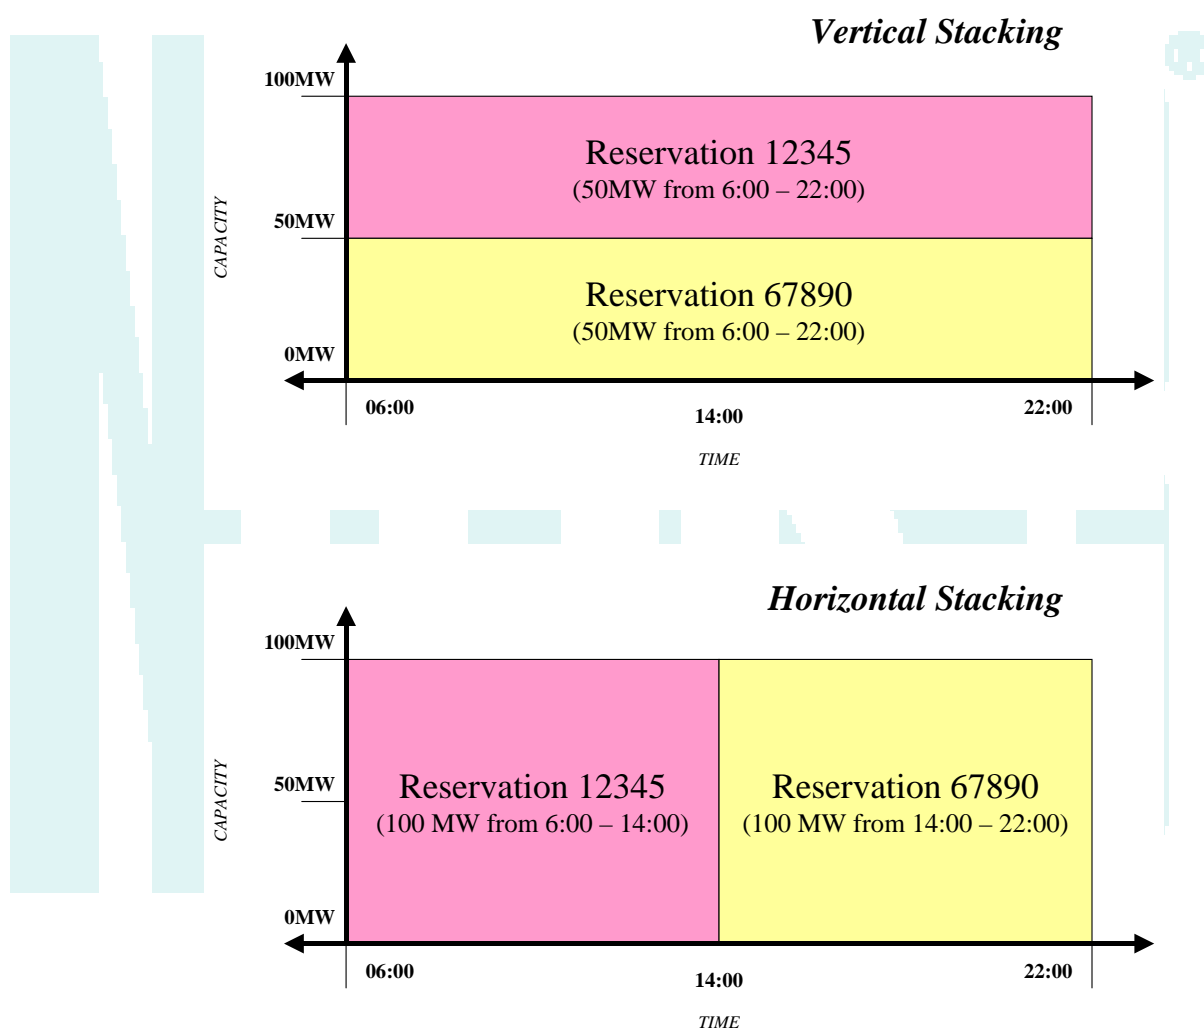 Vertical Stacking
100MW
Reservation 12345
(50MW from 6:00 – 22:00)
CAPACITY
50MW
Reservation 67890
(50MW from 6:00 – 22:00)
0MW
06:00
14:00
22:00
TIME
Horizontal Stacking
100MW
CAPACITY
50MW
Reservation 12345
(100 MW from 6:00 – 14:00)
Reservation 67890
(100 MW from 14:00 – 22:00)
0MW
06:00
14:00
22:00
TIME